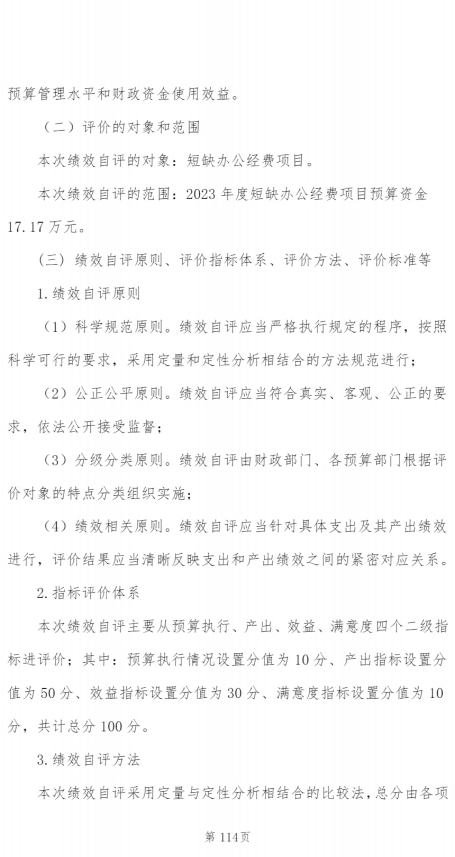 预算管理水平和财政资金使用效益。
（二）评价的对象和范围
本次绩效自评的对象：短缺办公经费项目。
本次绩效自评的范围：2023 年度短缺办公经费项目预算资金
17.17 万元。
（三）绩效自评原则、评价指标体系、评价方法、评价标准等
1.绩效自评原则
（1）科学规范原则。绩效自评应当严格执行规定的程序，按照
科学可行的要求，采用定量和定性分析相结合的方法规范进行；
（2）公正公平原则。绩效自评应当符合真实、客观、公正的要
求，依法公开接受监督；
（3）分级分类原则。绩效自评由财政部门、各预算部门根据评
价对象的特点分类组织实施；
（4）绩效相关原则。绩效自评应当针对具体支出及其产出绩效
进行，评价结果应当清晰反映支出和产出绩效之间的紧密对应关系。
2.指标评价体系
本次绩效自评主要从预算执行、产出、效益、满意度四个二级指
标进评价；其中：预算执行情况设置分值为 10 分、产出指标设置分
值为 50 分、效益指标设置分值为 30 分、满意度指标设置分值为 10
分，共计总分 100 分。
3.绩效自评方法
本次绩效自评采用定量与定性分析相结合的比较法，总分由各项
第 114页